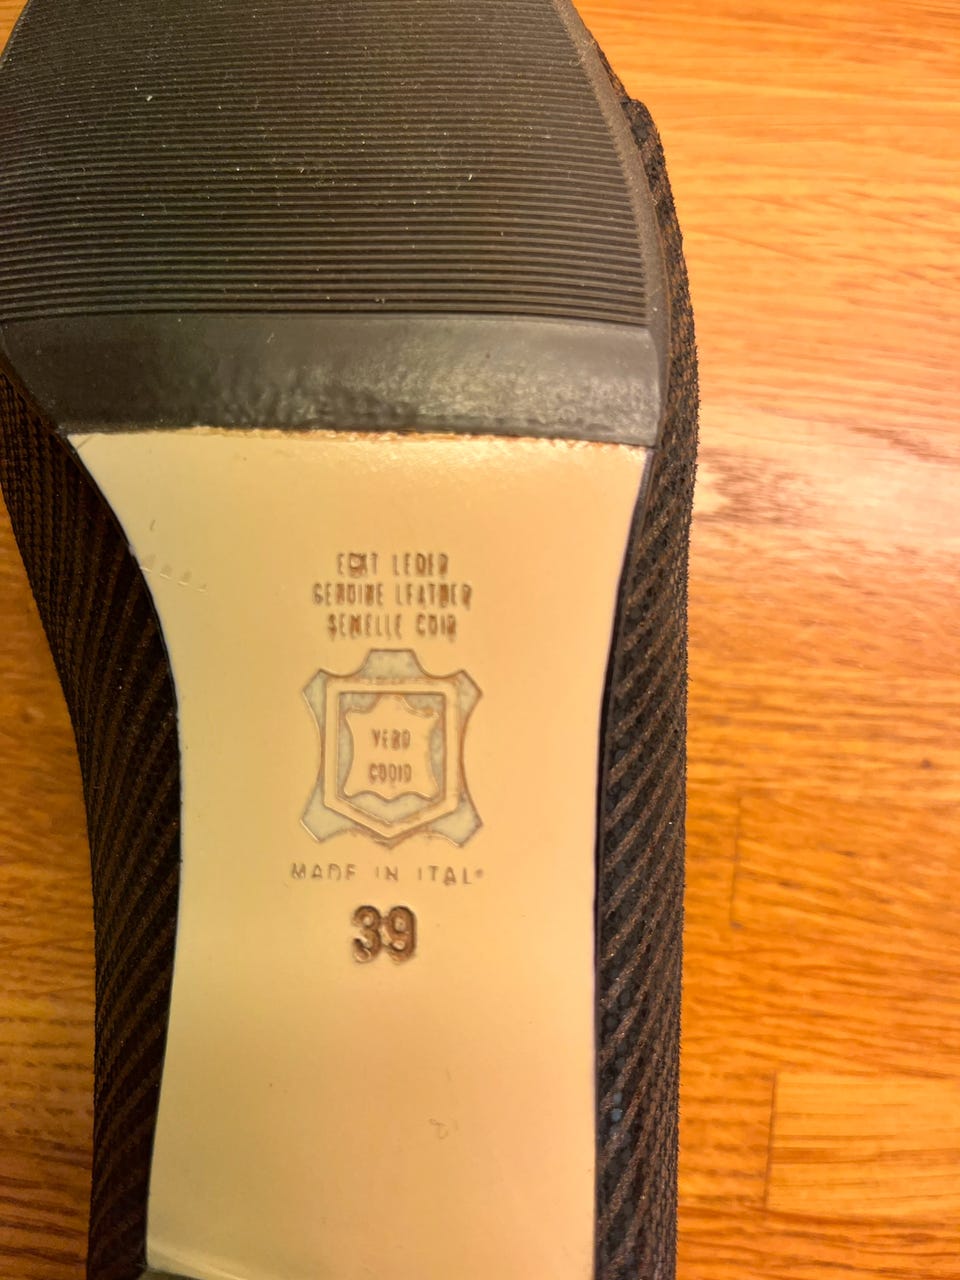 ECHT LEDER
GENUINE LEATHER
SEMELLE CUIR
VERO
CUOIO
MADE IN ITALY
39